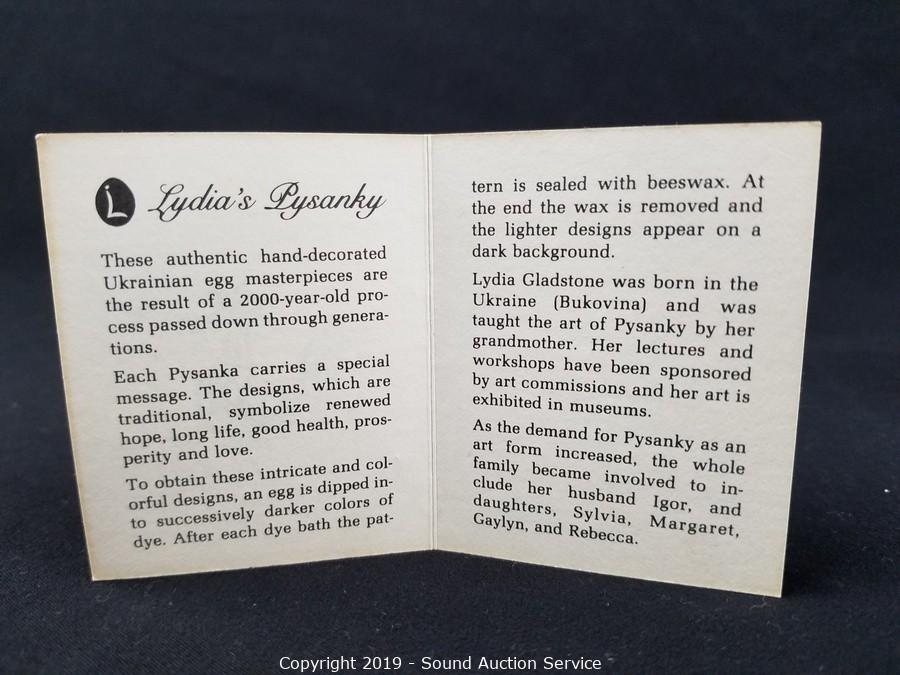 L Lydia's Pysanky
These authentic hand-decorated
Ukrainian egg masterpieces are
the result of a 2000-year-old pro-
cess passed down through genera-
tions.
Each Pysanka carries a special
message. The designs, which are
traditional, symbolize renewed
hope, long life, good health, pros-
perity and love.
To obtain these intricate and col-
orful designs, an egg is dipped in-
to successively darker colors of
dye. After each dye bath the pat-
tern is sealed with beeswax. At
the end the wax is removed and
the lighter designs appear on a
dark background.
Lydia Gladstone was born in the
Ukraine (Bukovina) and was
taught the art of Pysanky by her
grandmother. Her lectures and
workshops have been sponsored
by art commissions and her art is
exhibited in museums.
As the demand for Pysanky as an
art form increased, the whole
family became involved to in-
clude her husband Igor, and
daughters, Sylvia, Margaret,
Gaylyn, and Rebecca.
Copyright 2019 - Sound Auction Service